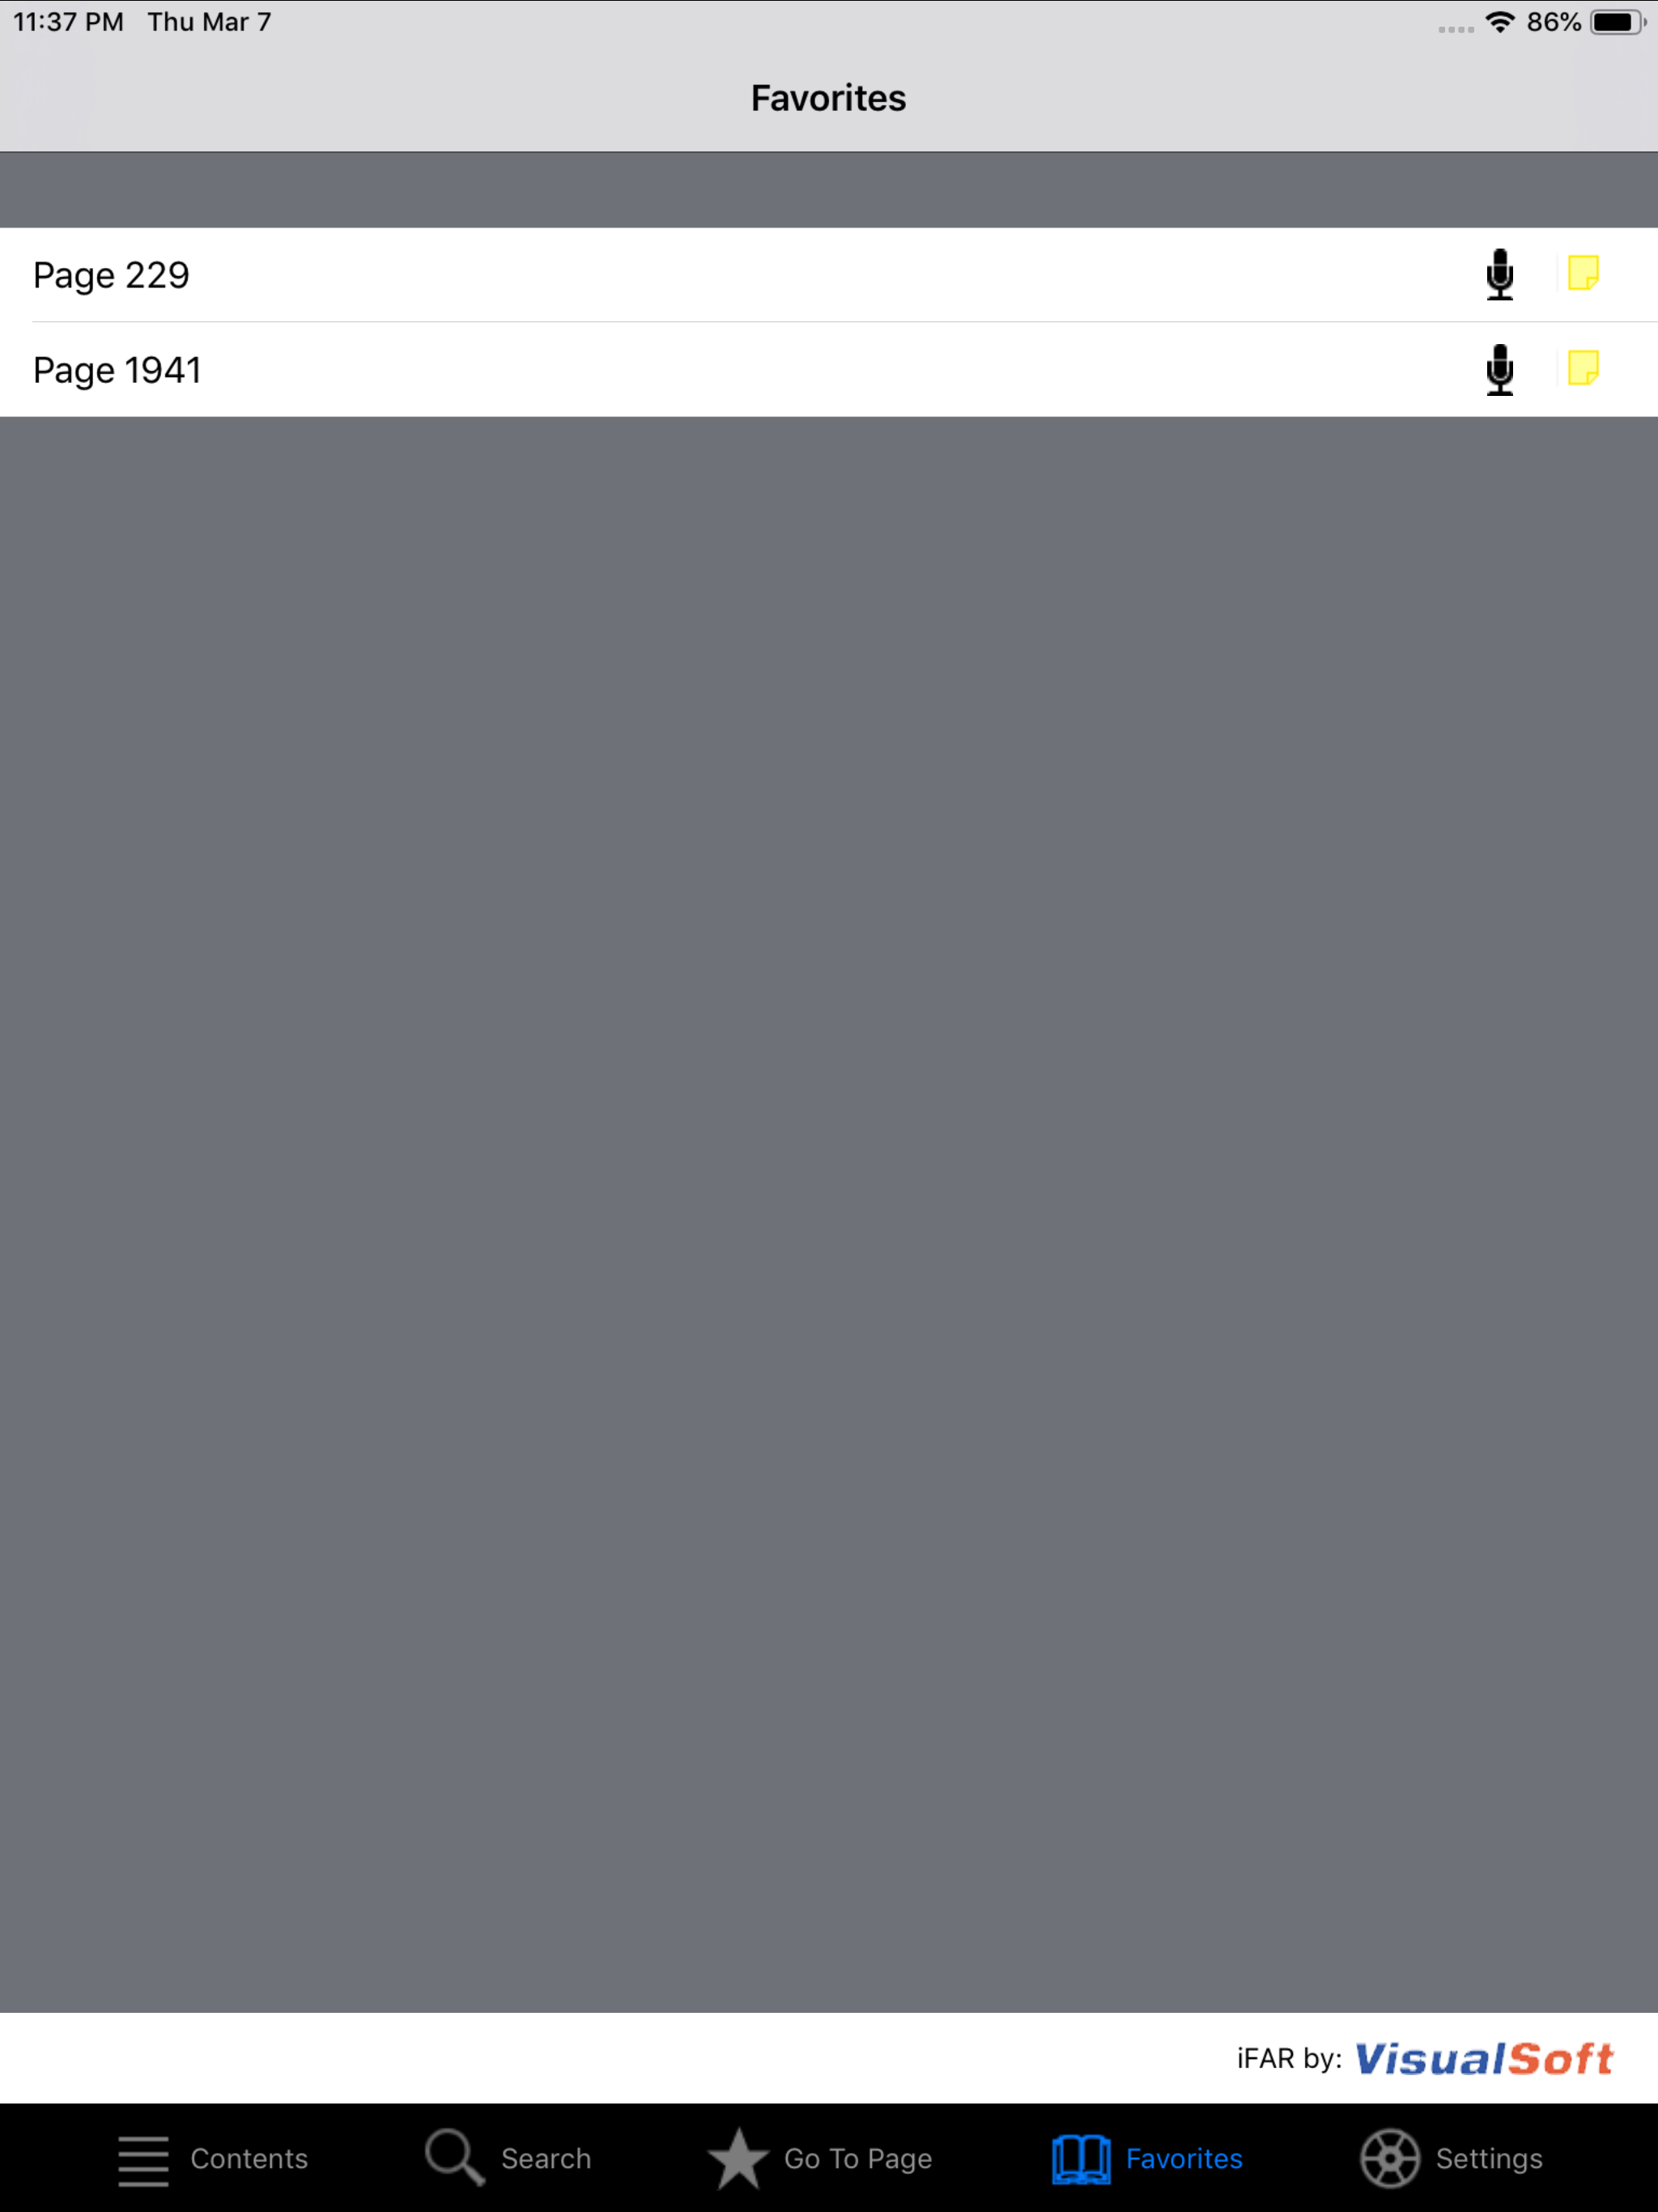 11:37 PM Thu Mar 7 86%
Favorites
Page 229
Page 1941
iFAR by: VisualSoft
Contents Search Go To Page Favorites Settings